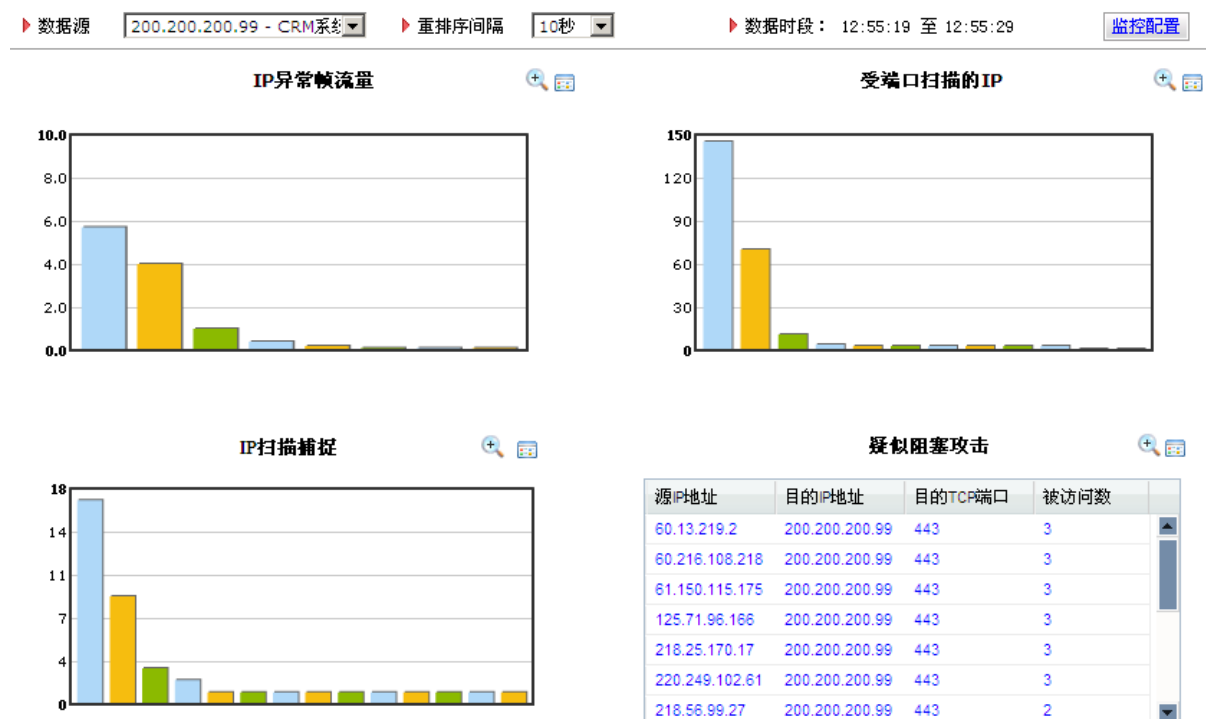 数据源 200.200.200.99 - CRM系统 重排序间隔 10秒 数据时段： 12:55:19 至 12:55:29 监控配置
IP异常帧流量
10.0
8.0
6.0
4.0
2.0
0.0
受端口扫描的IP
150
120
90
60
30
0
IP扫描捕捉
18
14
11
7
4
0
疑似阻塞攻击
源IP地址 目的IP地址 目的TCP端口 被访问数
60.13.219.2 200.200.200.99 443 3
60.216.108.218 200.200.200.99 443 3
61.150.115.175 200.200.200.99 443 3
125.71.96.166 200.200.200.99 443 3
218.25.170.17 200.200.200.99 443 3
220.249.102.61 200.200.200.99 443 3
218.56.99.27 200.200.200.99 443 2